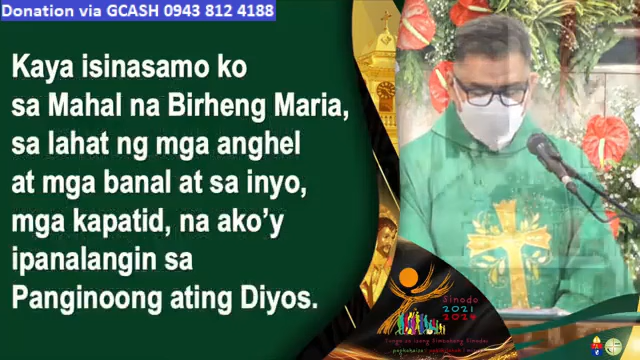 Donation via GCASH 0943 812 4188
Kaya isinasamo ko
sa Mahal na Birheng Maria,
sa lahat ng mga anghel
at mga banal at sa inyo,
mga kapatid, na ako’y
ipanalangin sa
Panginoong ating Diyos.
Sinodo
2021
2024